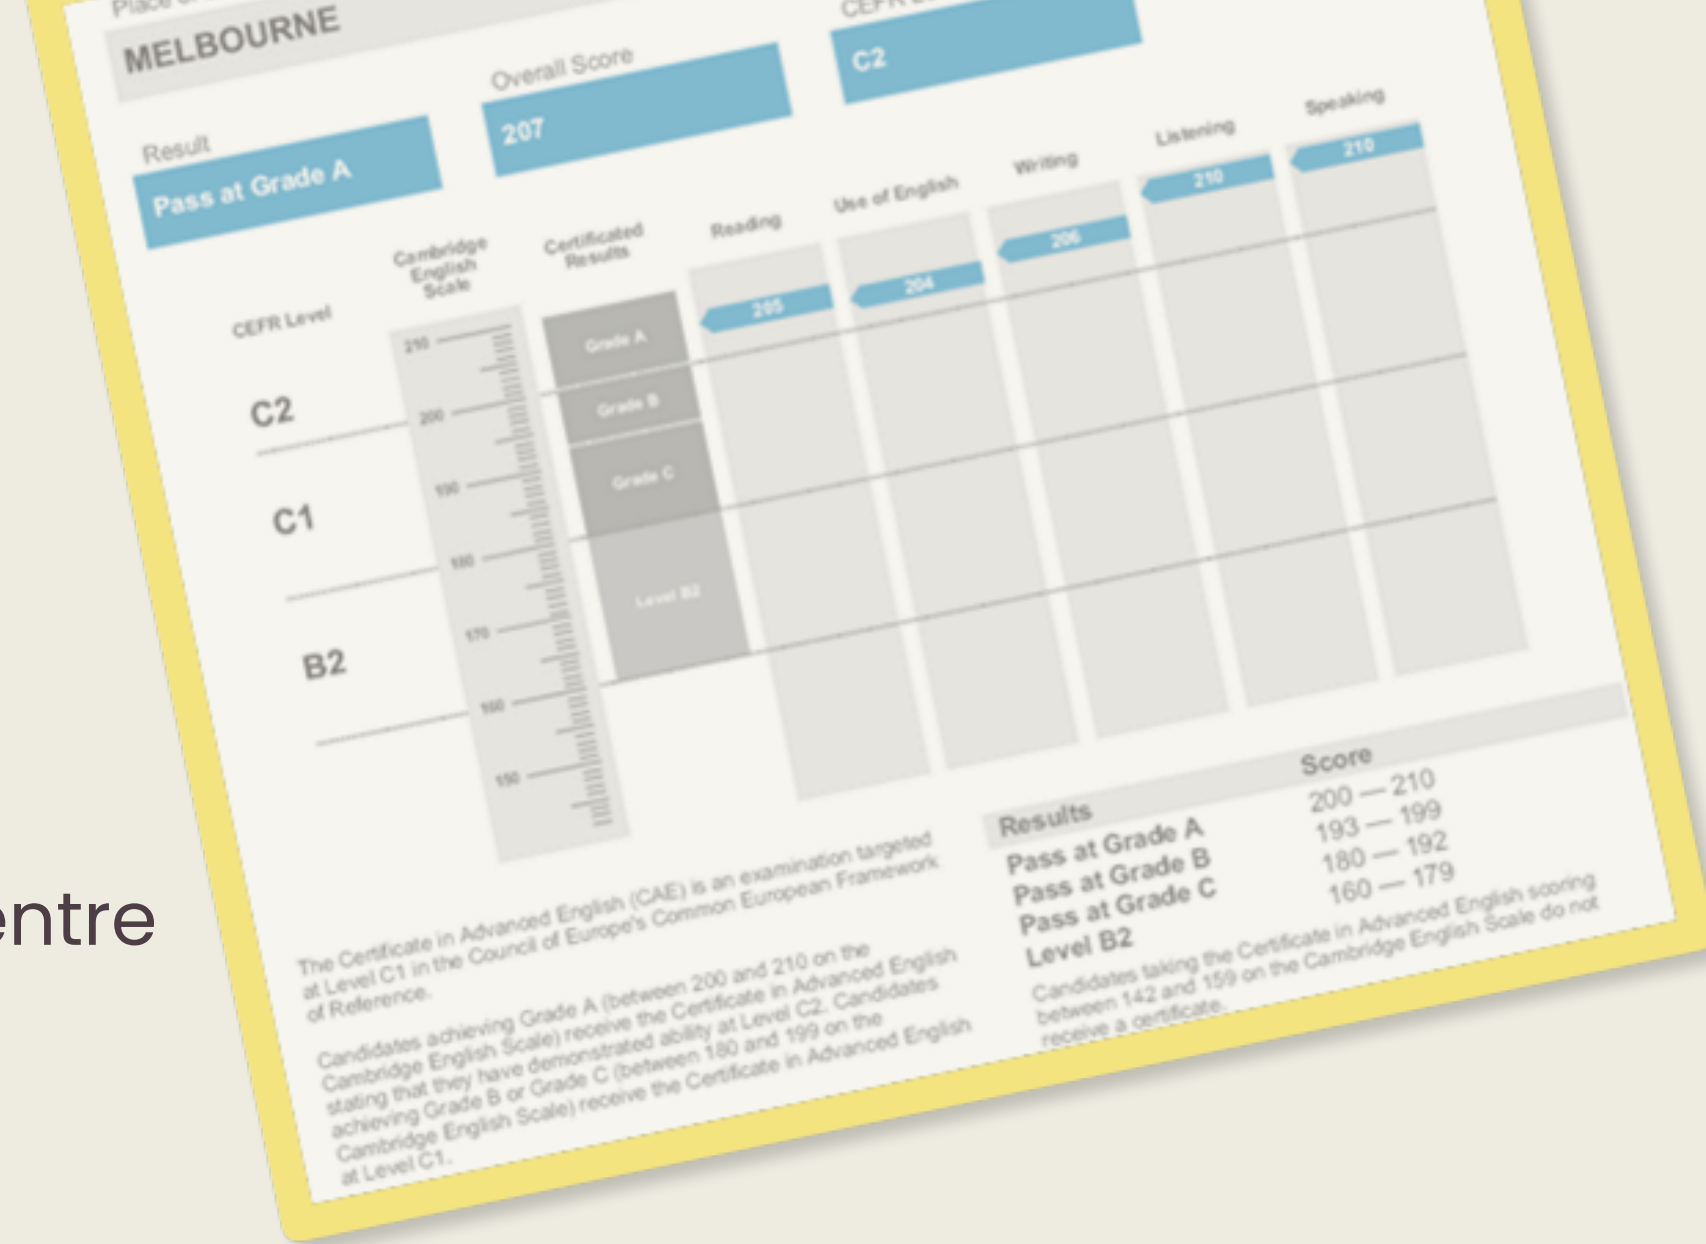 Place
MELBOURNE
Result
Pass at Grade A
Overall Score
207
CEFR
C2
CEFR Level
Cambridge
English
Scale
Certificated
Results
Reading
Use of English
Writing
Listening
Speaking
C2
C1
B2
210
200
190
180
170
160
150
Grade A
Grade B
Grade C
Level B2
205
204
206
210
210
entre
The Certificate in Advanced English (CAE) is an examination targeted
at Level C1 in the Council of Europe's Common European Framework
of Reference.
Candidates achieving Grade A (between 200 and 210 on the
Cambridge English Scale) receive the Certificate in Advanced English
stating that they have demonstrated ability at Level C2. Candidates
achieving Grade B or Grade C (between 180 and 199 on the
Cambridge English Scale) receive the Certificate in Advanced English
at Level C1.
Results Score
Pass at Grade A 200 — 210
Pass at Grade B 193 — 199
Pass at Grade C 180 — 192
Level B2 160 — 179
Candidates taking the Certificate in Advanced English scoring
between 142 and 159 on the Cambridge English Scale do not
receive a certificate.